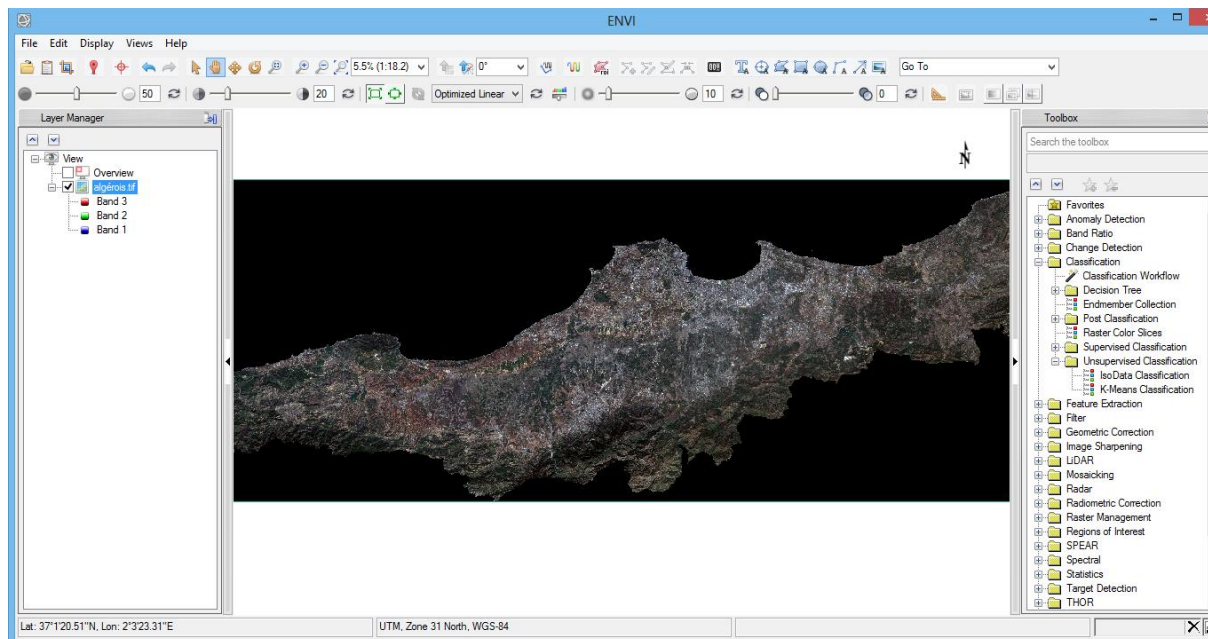 ENVI
File Edit Display Views Help
5.5% (1:18.2) 0° Go To
50 20 Optimized Linear 10 0
Layer Manager
View
Overview
algérois.tif
Band 3
Band 2
Band 1
N
Toolbox
Search the toolbox
Favorites
Anomaly Detection
Band Ratio
Change Detection
Classification
Classification Workflow
Decision Tree
Endmember Collection
Post Classification
Raster Color Slices
Supervised Classification
Unsupervised Classification
IsoData Classification
K-Means Classification
Feature Extraction
Filter
Geometric Correction
Image Sharpening
LiDAR
Mosaicking
Radar
Radiometric Correction
Raster Management
Regions of Interest
SPEAR
Spectral
Statistics
Target Detection
THOR
Lat: 37°1'20.51"N, Lon: 2°3'23.31"E UTM, Zone 31 North, WGS-84